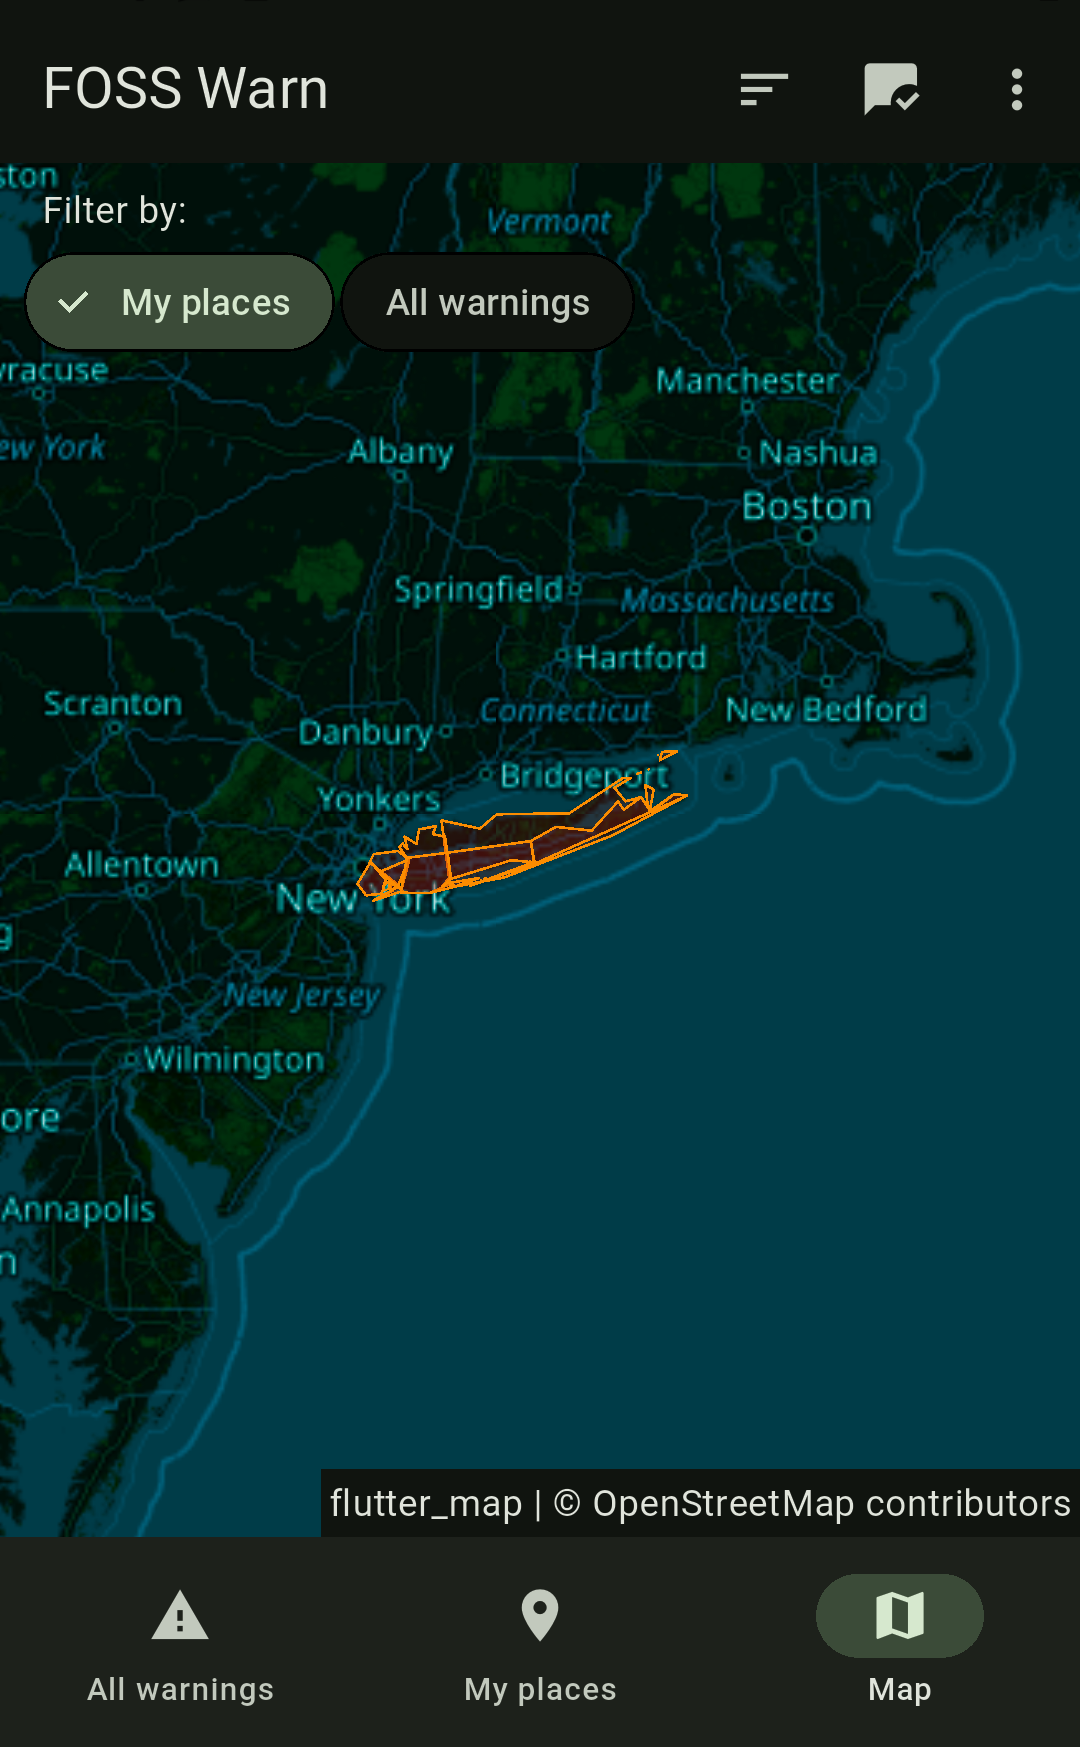 FOSS Warn
ston
Filter by:
Vermont
My places
All warnings
yracuse
Manchester
ew York
Albany
Nashua
Boston
Springfield
Massachusetts
Hartford
Scranton
Connecticut
New Bedford
Danbury
Bridgeport
Yonkers
Allentown
New York
g
New Jersey
Wilmington
ore
Annapolis
n
flutter_map | © OpenStreetMap contributors
All warnings
My places
Map